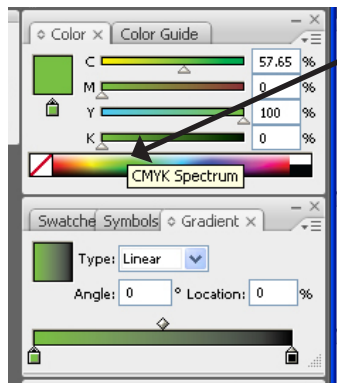 Color × Color Guide
C 57.65 %
M 0 %
Y 100 %
K 0 %
CMYK Spectrum
Swatche Symbols Gradient ×
Type: Linear
Angle: 0 ° Location: 0 %